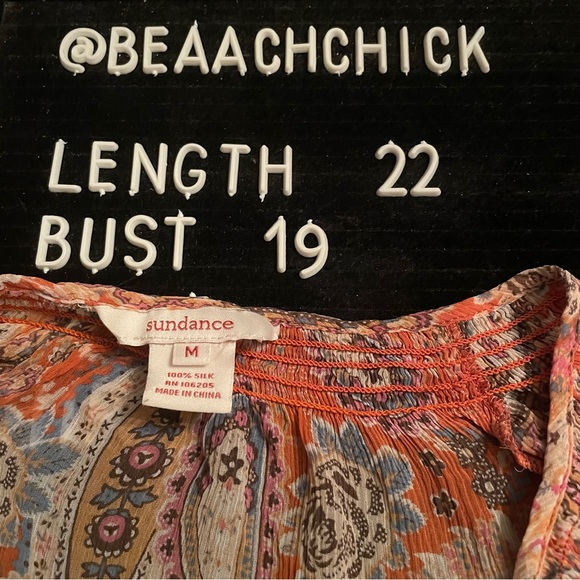 @BEAACHCHICK
LENGTH 22
BUST 19
sundance
M
100% SILK
RN 106205
MADE IN CHINA